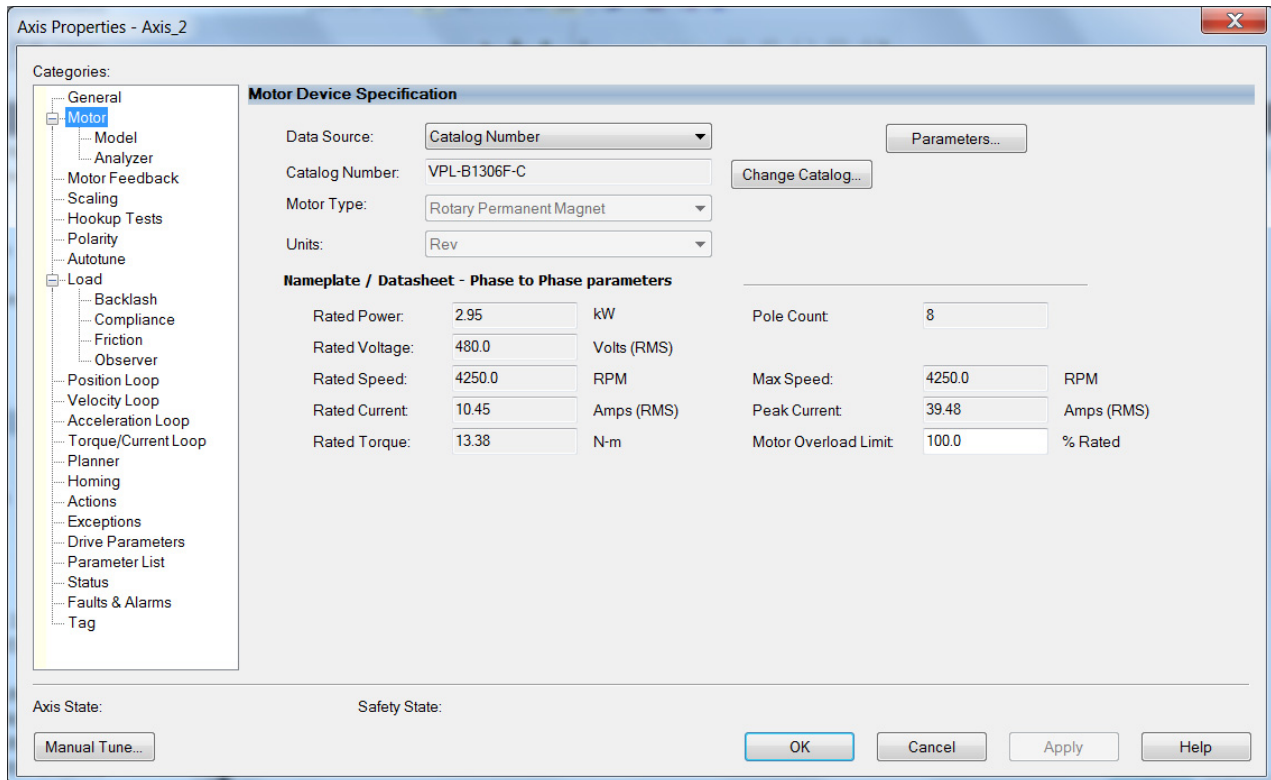 Axis Properties - Axis_2
Categories:
General
Motor
Model
Analyzer
Motor Feedback
Scaling
Hookup Tests
Polarity
Autotune
Load
Backlash
Compliance
Friction
Observer
Position Loop
Velocity Loop
Acceleration Loop
Torque/Current Loop
Planner
Homing
Actions
Exceptions
Drive Parameters
Parameter List
Status
Faults & Alarms
Tag
Motor Device Specification
Data Source: Catalog Number Parameters...
Catalog Number: VPL-B1306F-C Change Catalog...
Motor Type: Rotary Permanent Magnet
Units: Rev
Nameplate / Datasheet - Phase to Phase parameters
Rated Power: 2.95 kW Pole Count: 8
Rated Voltage: 480.0 Volts (RMS)
Rated Speed: 4250.0 RPM Max Speed: 4250.0 RPM
Rated Current: 10.45 Amps (RMS) Peak Current: 39.48 Amps (RMS)
Rated Torque: 13.38 N-m Motor Overload Limit: 100.0 % Rated
Axis State: Safety State:
Manual Tune... OK Cancel Apply Help